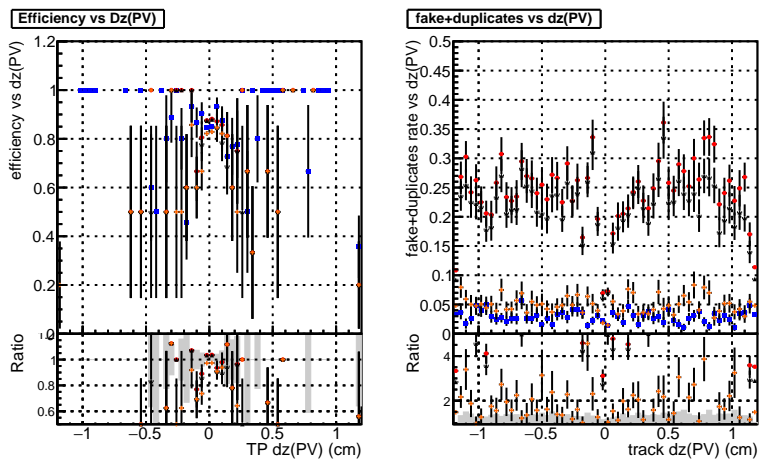 Efficiency vs Dz(PV)
efficiency vs dz(PV)
1.2
1
0.8
0.6
0.4
0.2
0
Ratio
1
0.8
0.6
−1 −0.5 0 0.5 1
TP dz(PV) (cm)
fake+duplicates vs dz(PV)
fake+duplicates rate vs dz(PV)
0.5
0.45
0.4
0.35
0.3
0.25
0.2
0.15
0.1
0.05
0
Ratio
4
2
−1 −0.5 0 0.5 1
track dz(PV) (cm)